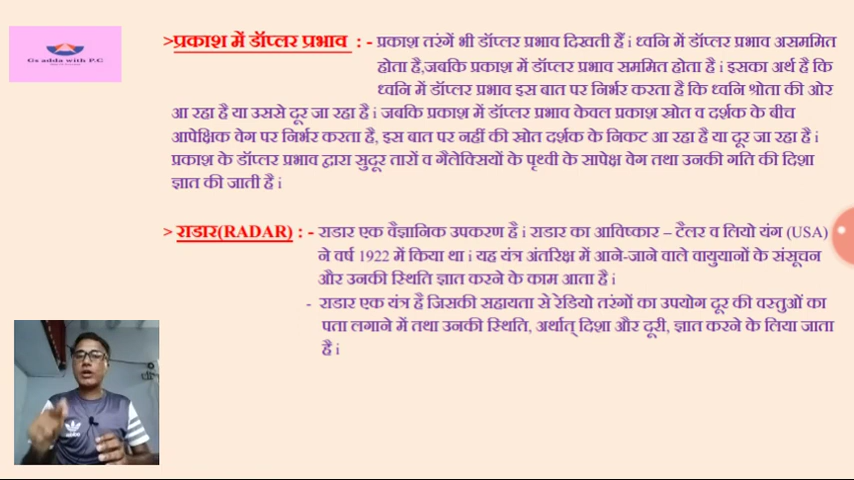 Gs adda with P.C
>प्रकाश में डॉप्लर प्रभाव : - प्रकाश तरंगें भी डॉप्लर प्रभाव दिखती हैं i ध्वनि में डॉप्लर प्रभाव असममित
होता है,जबकि प्रकाश में डॉप्लर प्रभाव सममित होता है i इसका अर्थ है कि
ध्वनि में डॉप्लर प्रभाव इस बात पर निर्भर करता है कि ध्वनि श्रोता की ओर
आ रहा है या उससे दूर जा रहा है i जबकि प्रकाश में डॉप्लर प्रभाव केवल प्रकाश स्रोत व दर्शक के बीच
आपेक्षिक वेग पर निर्भर करता है, इस बात पर नहीं की स्रोत दर्शक के निकट आ रहा है या दूर जा रहा है i
प्रकाश के डॉप्लर प्रभाव द्वारा सुदूर तारों व गैलेक्सियों के पृथ्वी के सापेक्ष वेग तथा उनकी गति की दिशा
ज्ञात की जाती है i
> राडार(RADAR) : - राडार एक वैज्ञानिक उपकरण है i राडार का आविष्कार – टैलर व लियो यंग (USA)
ने वर्ष 1922 में किया था i यह यंत्र अंतरिक्ष में आने-जाने वाले वायुयानों के संसूचन
और उनकी स्थिति ज्ञात करने के काम आता है i
- राडार एक यंत्र है जिसकी सहायता से रेडियो तरंगों का उपयोग दूर की वस्तुओं का
पता लगाने में तथा उनकी स्थिति, अर्थात् दिशा और दूरी, ज्ञात करने के लिया जाता
है i
adidas